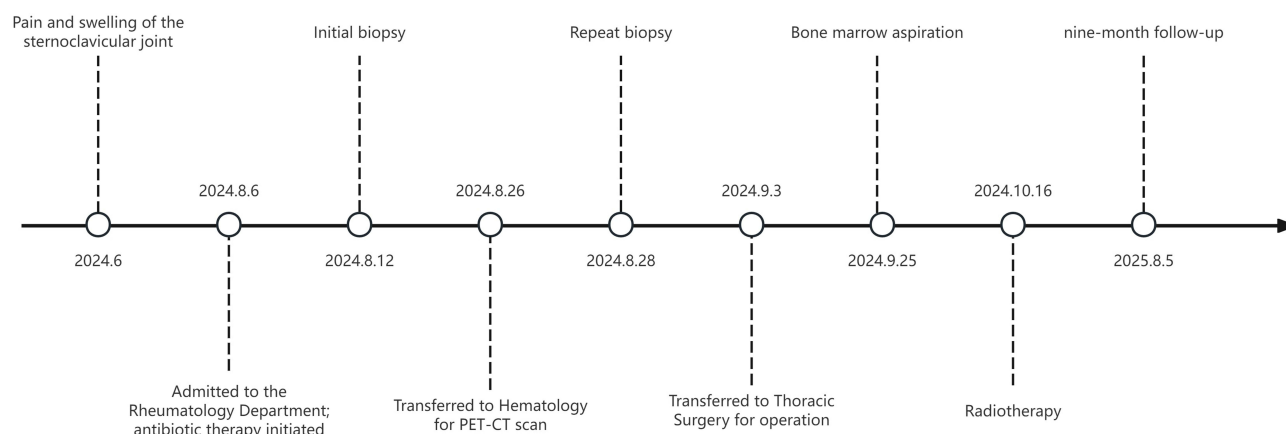 Pain and swelling of the
sternoclavicular joint
Initial biopsy
Repeat biopsy
Bone marrow aspiration
nine-month follow-up
2024.8.6
2024.8.26
2024.9.3
2024.10.16
2024.6
2024.8.12
2024.8.28
2024.9.25
2025.8.5
Admitted to the
Rheumatology Department;
antibiotic therapy initiated
Transferred to Hematology
for PET-CT scan
Transferred to Thoracic
Surgery for operation
Radiotherapy